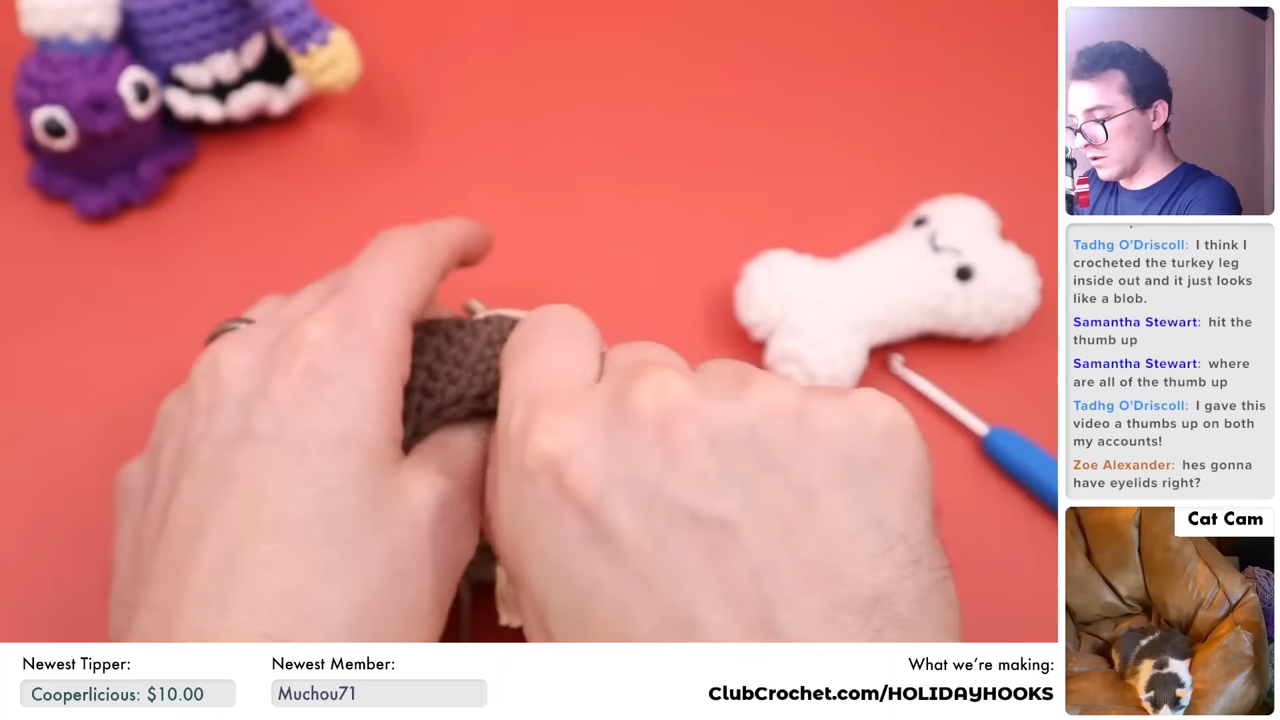 Tadhg O'Driscoll: I think I
crocheted the turkey leg
inside out and it just looks
like a blob.
Samantha Stewart: hit the
thumb up
Samantha Stewart: where
are all of the thumb up
Tadhg O'Driscoll: I gave this
video a thumbs up on both
my accounts!
Zoe Alexander: hes gonna
have eyelids right?
Cat Cam
Newest Tipper:
Cooperlicious: $10.00
Newest Member:
Muchou71
What we're making:
ClubCrochet.com/HOLIDAYHOOKS